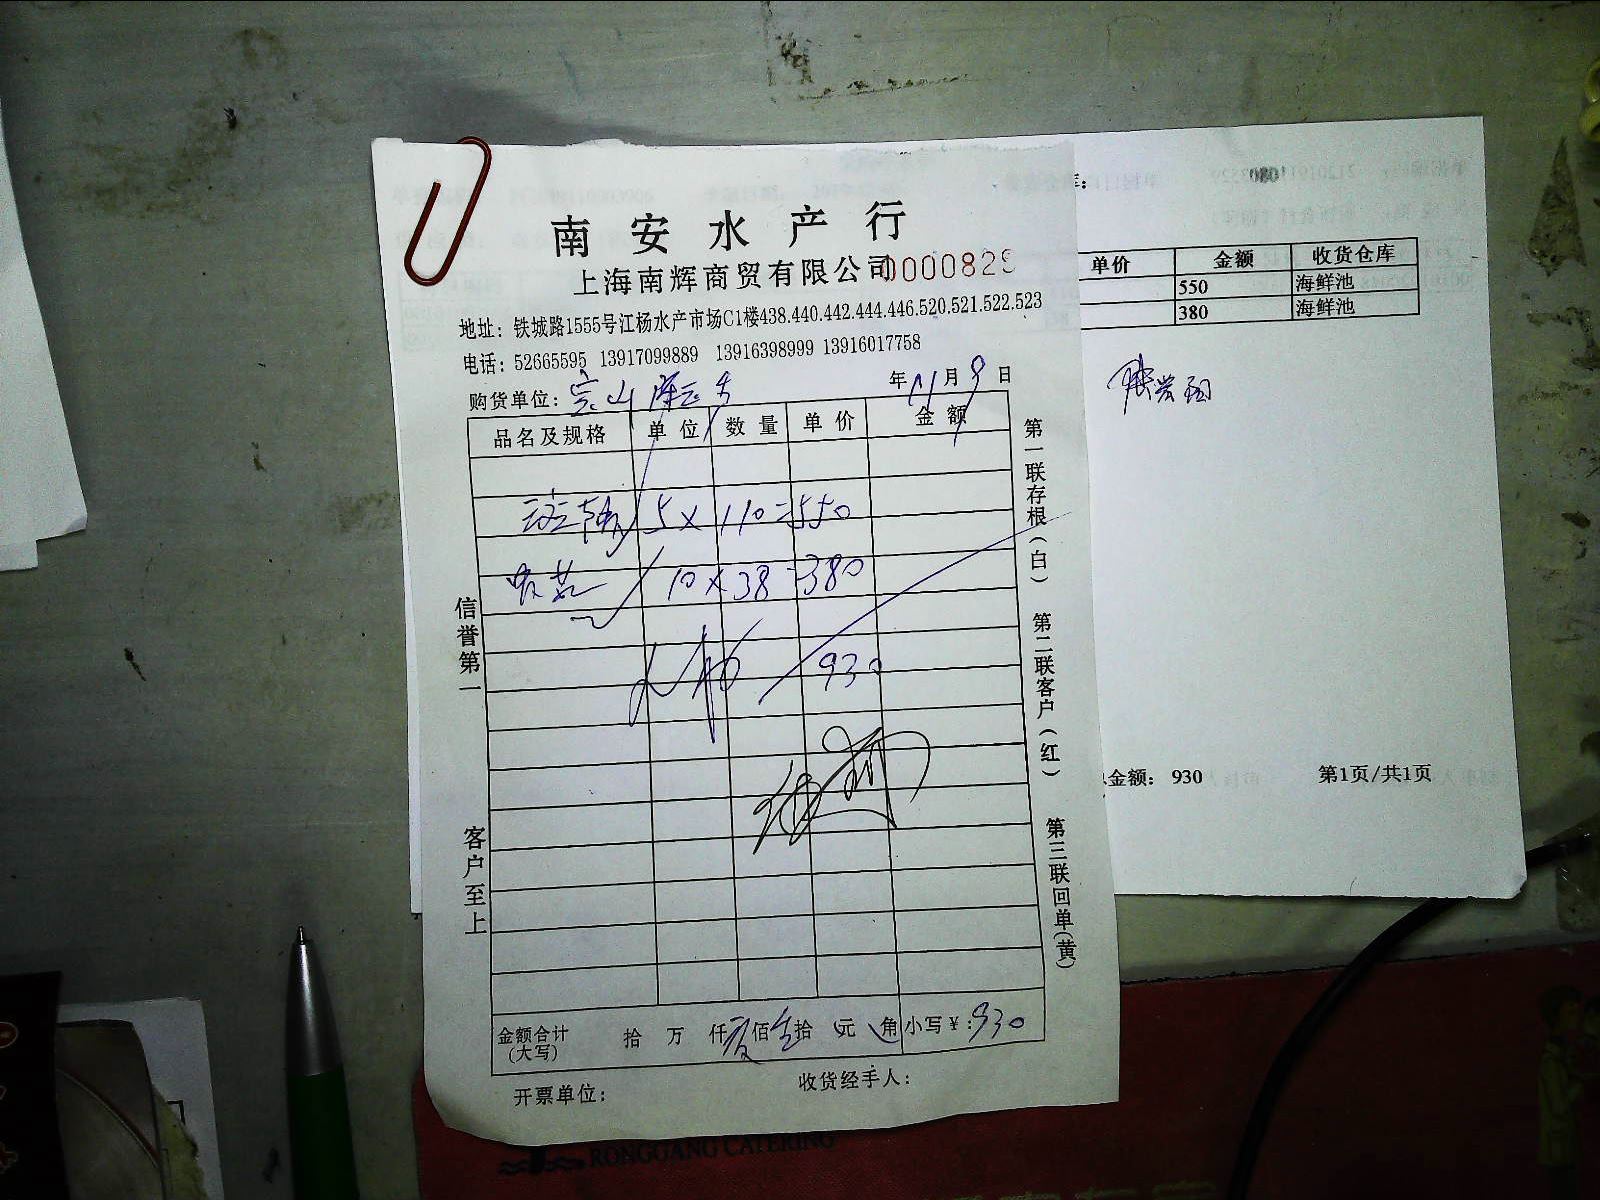 南安水产行
上海南辉商贸有限公司 0000829
地址：铁城路1555号江杨水产市场C1楼438.440.442.444.446.520.521.522.523
电话：52665595 13917099889 13916398999 13916017758
购货单位：宝山 年 11月 9日
品名及规格 单位 数量 单价 金额
5 x 110 = 550
10 x 38 = 380
930
金额合计（大写） 拾 万 仟 佰 拾 元 角 小写￥：930
开票单位： 收货经手人：
信誉第一
客户至上
第一联存根（白）
第二联客户（红）
第三联回单（黄）
单价 金额 收货仓库
550 海鲜池
380 海鲜池
金额： 930 第1页/共1页
RONGGANG CATERING